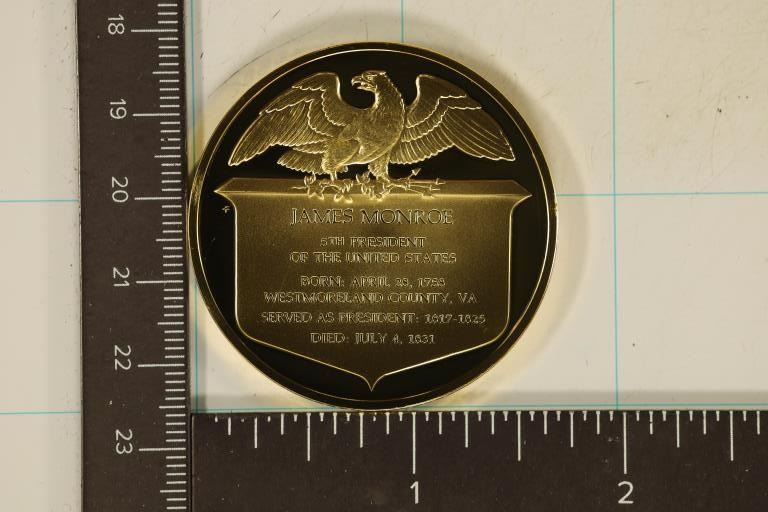 JAMES MONROE
5TH PRESIDENT
OF THE UNITED STATES
BORN: APRIL 28, 1758
WESTMORELAND COUNTY, VA
SERVED AS PRESIDENT: 1817-1825
DIED: JULY 4, 1831
18
19
20
21
22
23
1
2